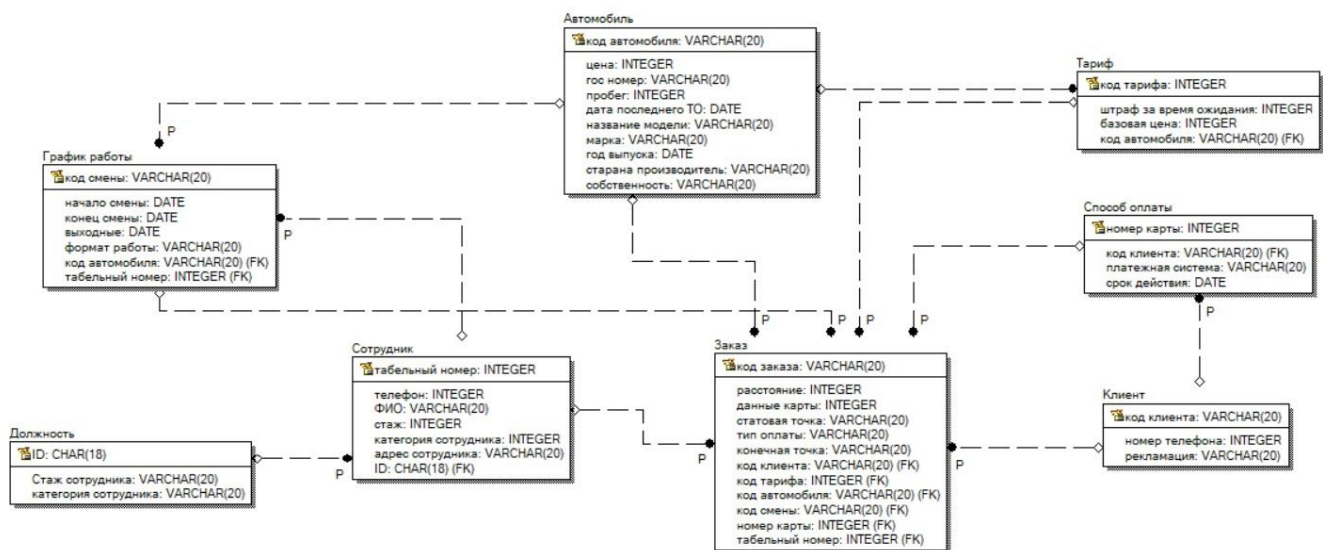 Автомобиль
код автомобиля: VARCHAR(20)
цена: INTEGER
гос номер: VARCHAR(20)
пробег: INTEGER
дата последнего ТО: DATE
название модели: VARCHAR(20)
марка: VARCHAR(20)
год выпуска: DATE
старана производитель: VARCHAR(20)
собственность: VARCHAR(20)
Тариф
код тарифа: INTEGER
штраф за время ожидания: INTEGER
базовая цена: INTEGER
код автомобиля: VARCHAR(20) (FK)
P
P
График работы
код смены: VARCHAR(20)
начало смены: DATE
конец смены: DATE
выходные: DATE
формат работы: VARCHAR(20)
код автомобиля: VARCHAR(20) (FK)
табельный номер: INTEGER (FK)
P
Способ оплаты
номер карты: INTEGER
код клиента: VARCHAR(20) (FK)
платежная система: VARCHAR(20)
срок действия: DATE
P
P
P
P
P
Сотрудник
табельный номер: INTEGER
телефон: INTEGER
ФИО: VARCHAR(20)
стаж: INTEGER
категория сотрудника: INTEGER
адрес сотрудника: VARCHAR(20)
ID: CHAR(18) (FK)
P
P
Заказ
код заказа: VARCHAR(20)
расстояние: INTEGER
данные карты: INTEGER
статовая точка: VARCHAR(20)
тип оплаты: VARCHAR(20)
конечная точка: VARCHAR(20)
код клиента: VARCHAR(20) (FK)
код тарифа: INTEGER (FK)
код автомобиля: VARCHAR(20) (FK)
код смены: VARCHAR(20) (FK)
номер карты: INTEGER (FK)
табельный номер: INTEGER (FK)
P
Клиент
код клиента: VARCHAR(20)
номер телефона: INTEGER
рекламация: VARCHAR(20)
Должность
ID: CHAR(18)
Стаж сотрудника: VARCHAR(20)
категория сотрудника: VARCHAR(20)